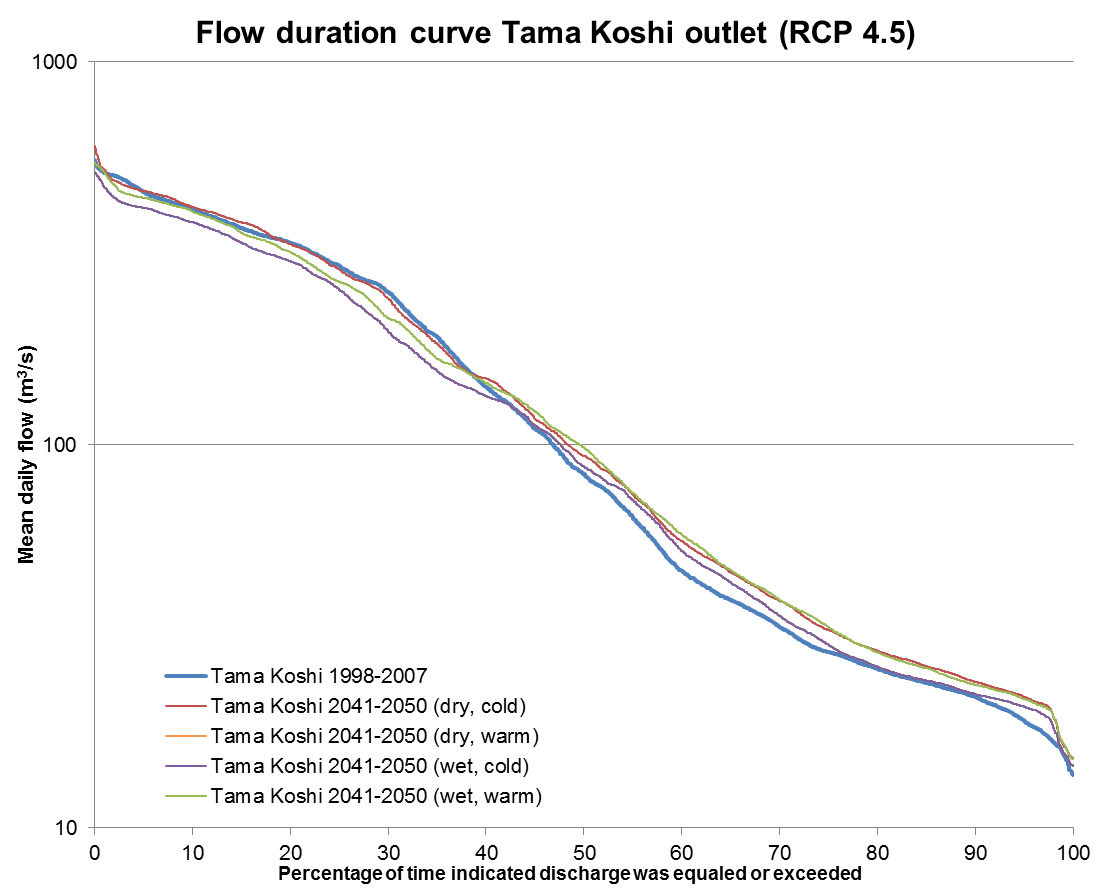 Flow duration curve Tama Koshi outlet (RCP 4.5)
1000
100
10
Mean daily flow (m³/s)
Tama Koshi 1998-2007
Tama Koshi 2041-2050 (dry, cold)
Tama Koshi 2041-2050 (dry, warm)
Tama Koshi 2041-2050 (wet, cold)
Tama Koshi 2041-2050 (wet, warm)
0 10 20 30 40 50 60 70 80 90 100
Percentage of time indicated discharge was equaled or exceeded